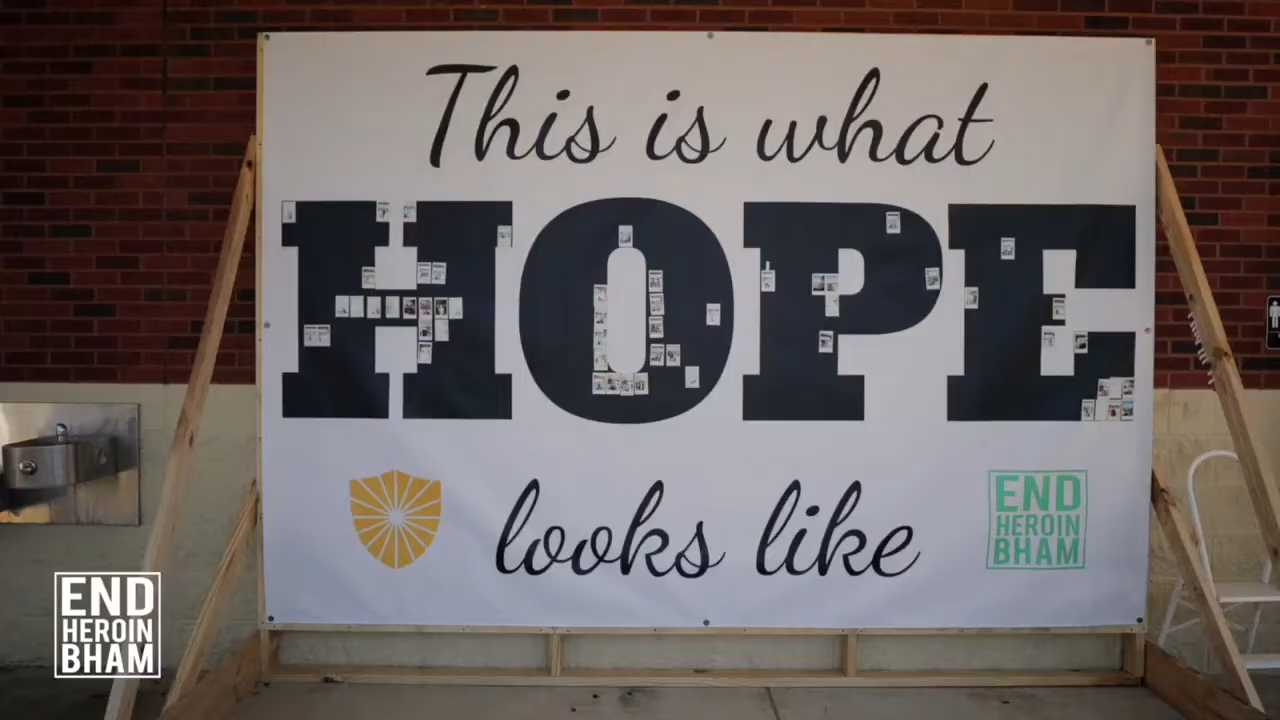 This is what
HOPE
looks like
END
HEROIN
BHAM
END
HEROIN
BHAM